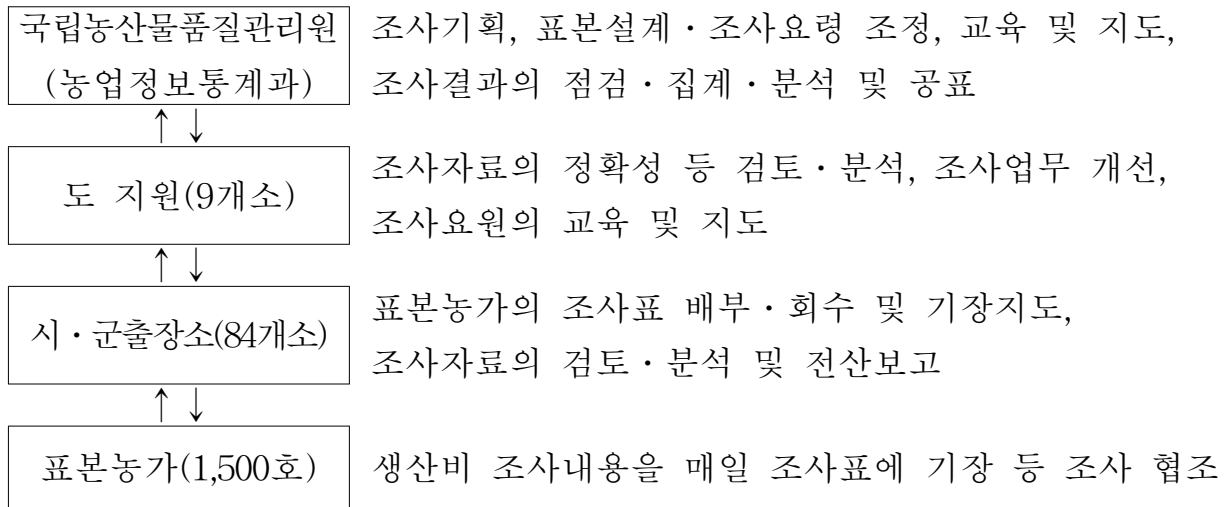 국립농산물품질관리원 조사기획, 표본설계・조사요령 조정, 교육 및 지도,
(농업정보통계과) 조사결과의 점검・집계・분석 및 공표
↑ ↓
도 지원(9개소) 조사자료의 정확성 등 검토・분석, 조사업무 개선,
조사요원의 교육 및 지도
↑ ↓
시・군출장소(84개소) 표본농가의 조사표 배부・회수 및 기장지도,
조사자료의 검토・분석 및 전산보고
↑ ↓
표본농가(1,500호) 생산비 조사내용을 매일 조사표에 기장 등 조사 협조